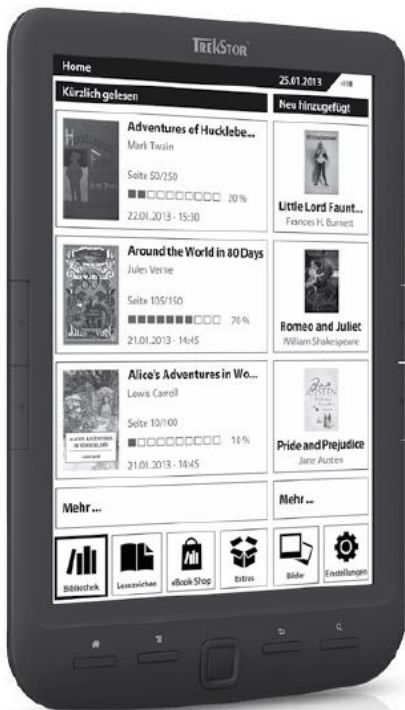 TREKSTOR
Home
25.01.2013
Kürzlich gelesen
Adventures of Hucklebe...
Mark Twain
Seite 50/250
20 %
22.01.2013 - 15:30
Around the World in 80 Days
Jules Verne
Seite 105/150
70 %
21.01.2013 - 14:45
Alice's Adventures in Wo...
Lewis Carroll
Seite 10/100
10 %
21.01.2013 - 14:45
Mehr ...
Neu hinzugefügt
Little Lord Faunt...
Frances H. Burnett
Romeo and Juliet
William Shakespeare
AUSTEN
Pride and Prejudice
Jane Austen
Mehr ...
Bibliothek
Lesezeichen
eBook-Shop
Extras
Bilder
Einstellungen